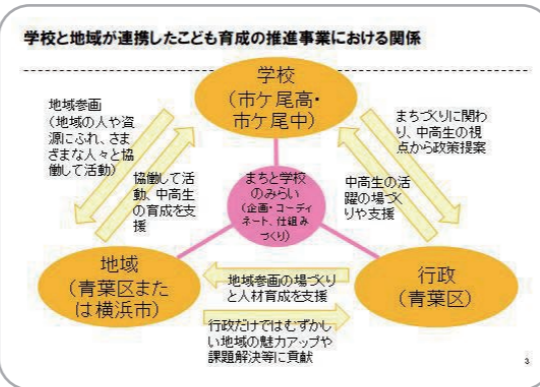 学校と地域が連携したこども育成の推進事業における関係
学校
(市ケ尾高・
市ケ尾中)
地域参画
(地域の人や資
源にふれ、さま
ざまな人々と協
働して活動)
協働して活
動、中高生
の育成を支
援
まちと学校
のみらい
(企画・コーディ
ネート、仕組み
づくり)
まちづくりに関わ
り、中高生の視
点から政策提案
中高生の活
躍の場づく
りや支援
地域
(青葉区また
は横浜市)
地域参画の場づくり
と人材育成を支援
行政だけではむずかし
い地域の魅力アップや
課題解決等に貢献
行政
(青葉区)
3